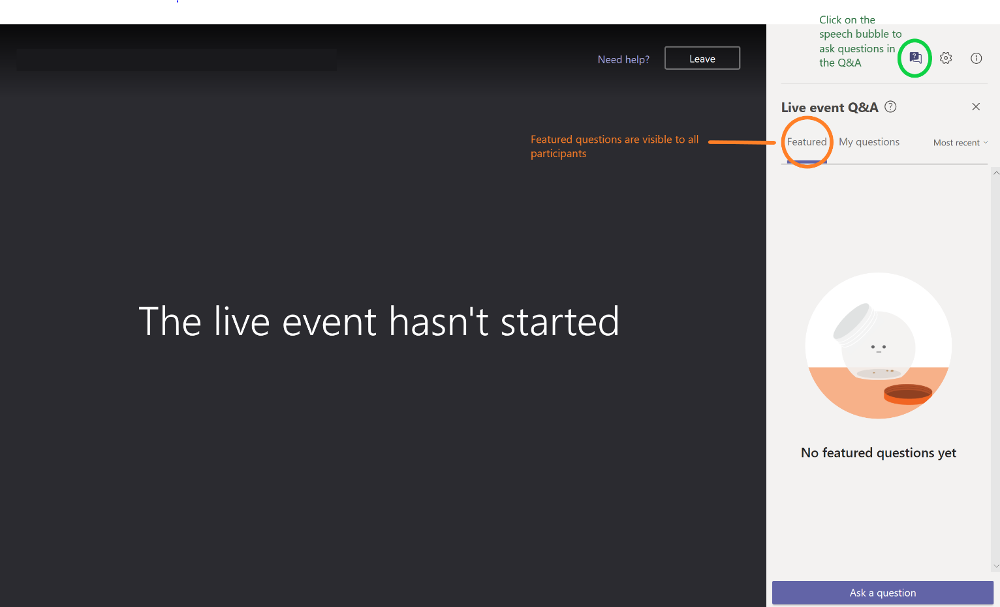 Click on the
speech bubble to
ask questions in
the Q&A
Need help?
Leave
Live event Q&A
Featured questions are visible to all
participants
Featured
My questions
Most recent
The live event hasn't started
No featured questions yet
Ask a question